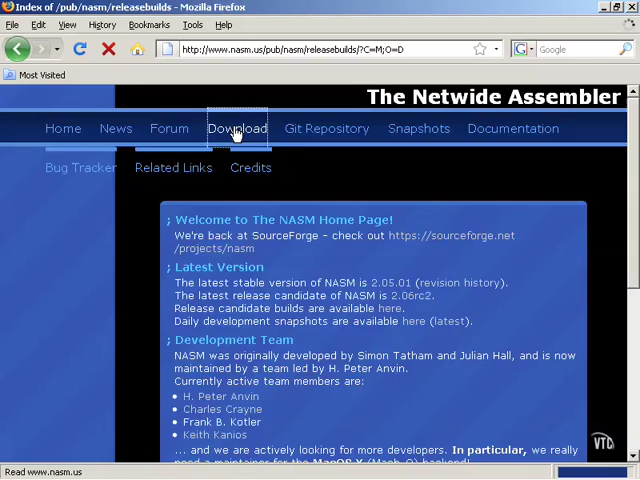 Index of /pub/nasm/releasebuilds/ - Mozilla Firefox
File Edit View History Bookmarks Tools Help
http://www.nasm.us/pub/nasm/releasebuilds/?C=M;O=D
Google
Most Visited
The Netwide Assembler
Home News Forum Download Git Repository Snapshots Documentation
Bug Tracker Related Links Credits
; Welcome to The NASM Home Page!
We're back at SourceForge - check out https://sourceforge.net
/projects/nasm
; Latest Version
The latest stable version of NASM is 2.05.01 (revision history).
The latest release candidate of NASM is 2.06rc2.
Release candidate builds are available here.
Daily development snapshots are available here (latest).
; Development Team
NASM was originally developed by Simon Tatham and Julian Hall, and is now
maintained by a team led by H. Peter Anvin.
Currently active team members are:
• H. Peter Anvin
• Charles Crayne
• Frank B. Kotler
• Keith Kanios
... and we are actively looking for more developers. In particular, we really
need a maintainer for the MacOS X (Mach-O) backend!
VTC
Read www.nasm.us